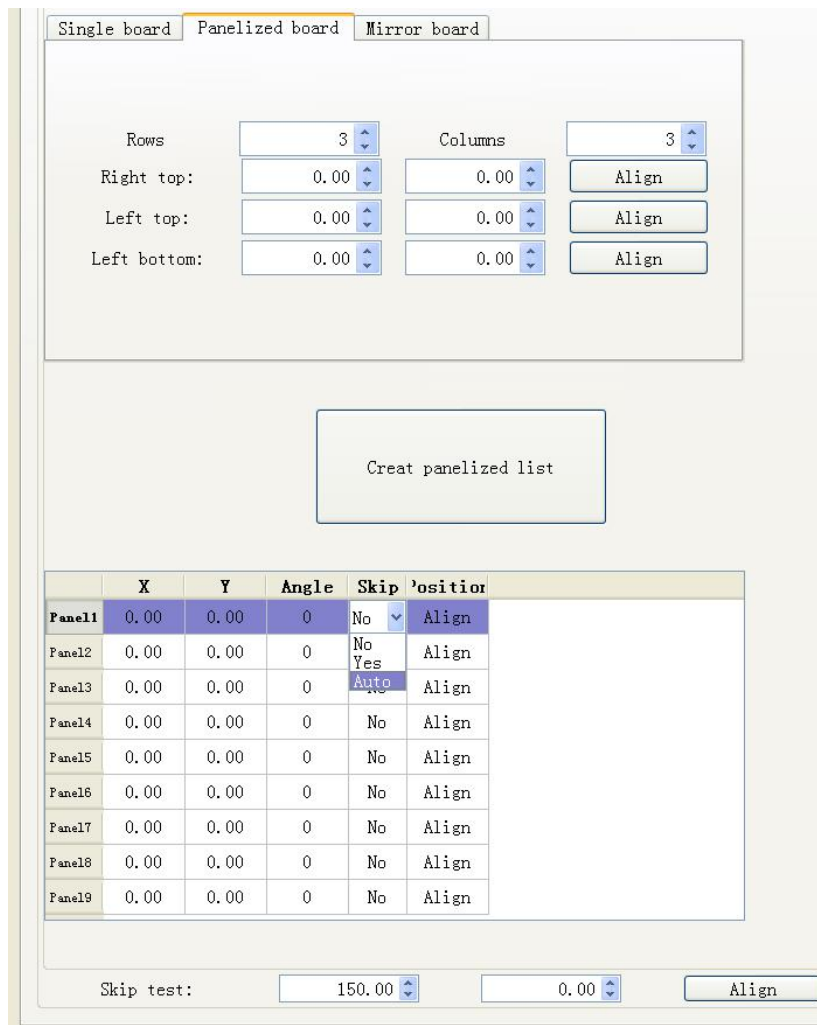 Single board Panelized board Mirror board
Rows 3 Columns 3
Right top: 0.00 0.00 Align
Left top: 0.00 0.00 Align
Left bottom: 0.00 0.00 Align
Creat panelized list
X Y Angle Skip Position
Panel1 0.00 0.00 0 No Align
No
Yes
Auto
Panel2 0.00 0.00 0 Align
Panel3 0.00 0.00 0 No Align
Panel4 0.00 0.00 0 No Align
Panel5 0.00 0.00 0 No Align
Panel6 0.00 0.00 0 No Align
Panel7 0.00 0.00 0 No Align
Panel8 0.00 0.00 0 No Align
Panel9 0.00 0.00 0 No Align
Skip test: 150.00 0.00 Align